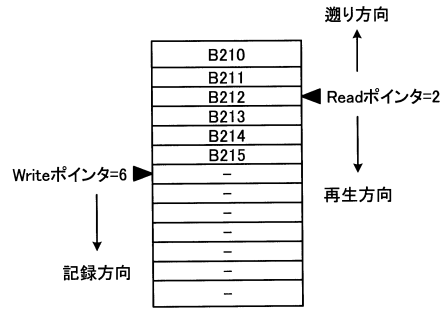 遡り方向
B210
B211
B212
Readポインタ=2
B213
B214
B215
Writeポインタ=6
-
-
再生方向
-
-
-
記録方向
-
-